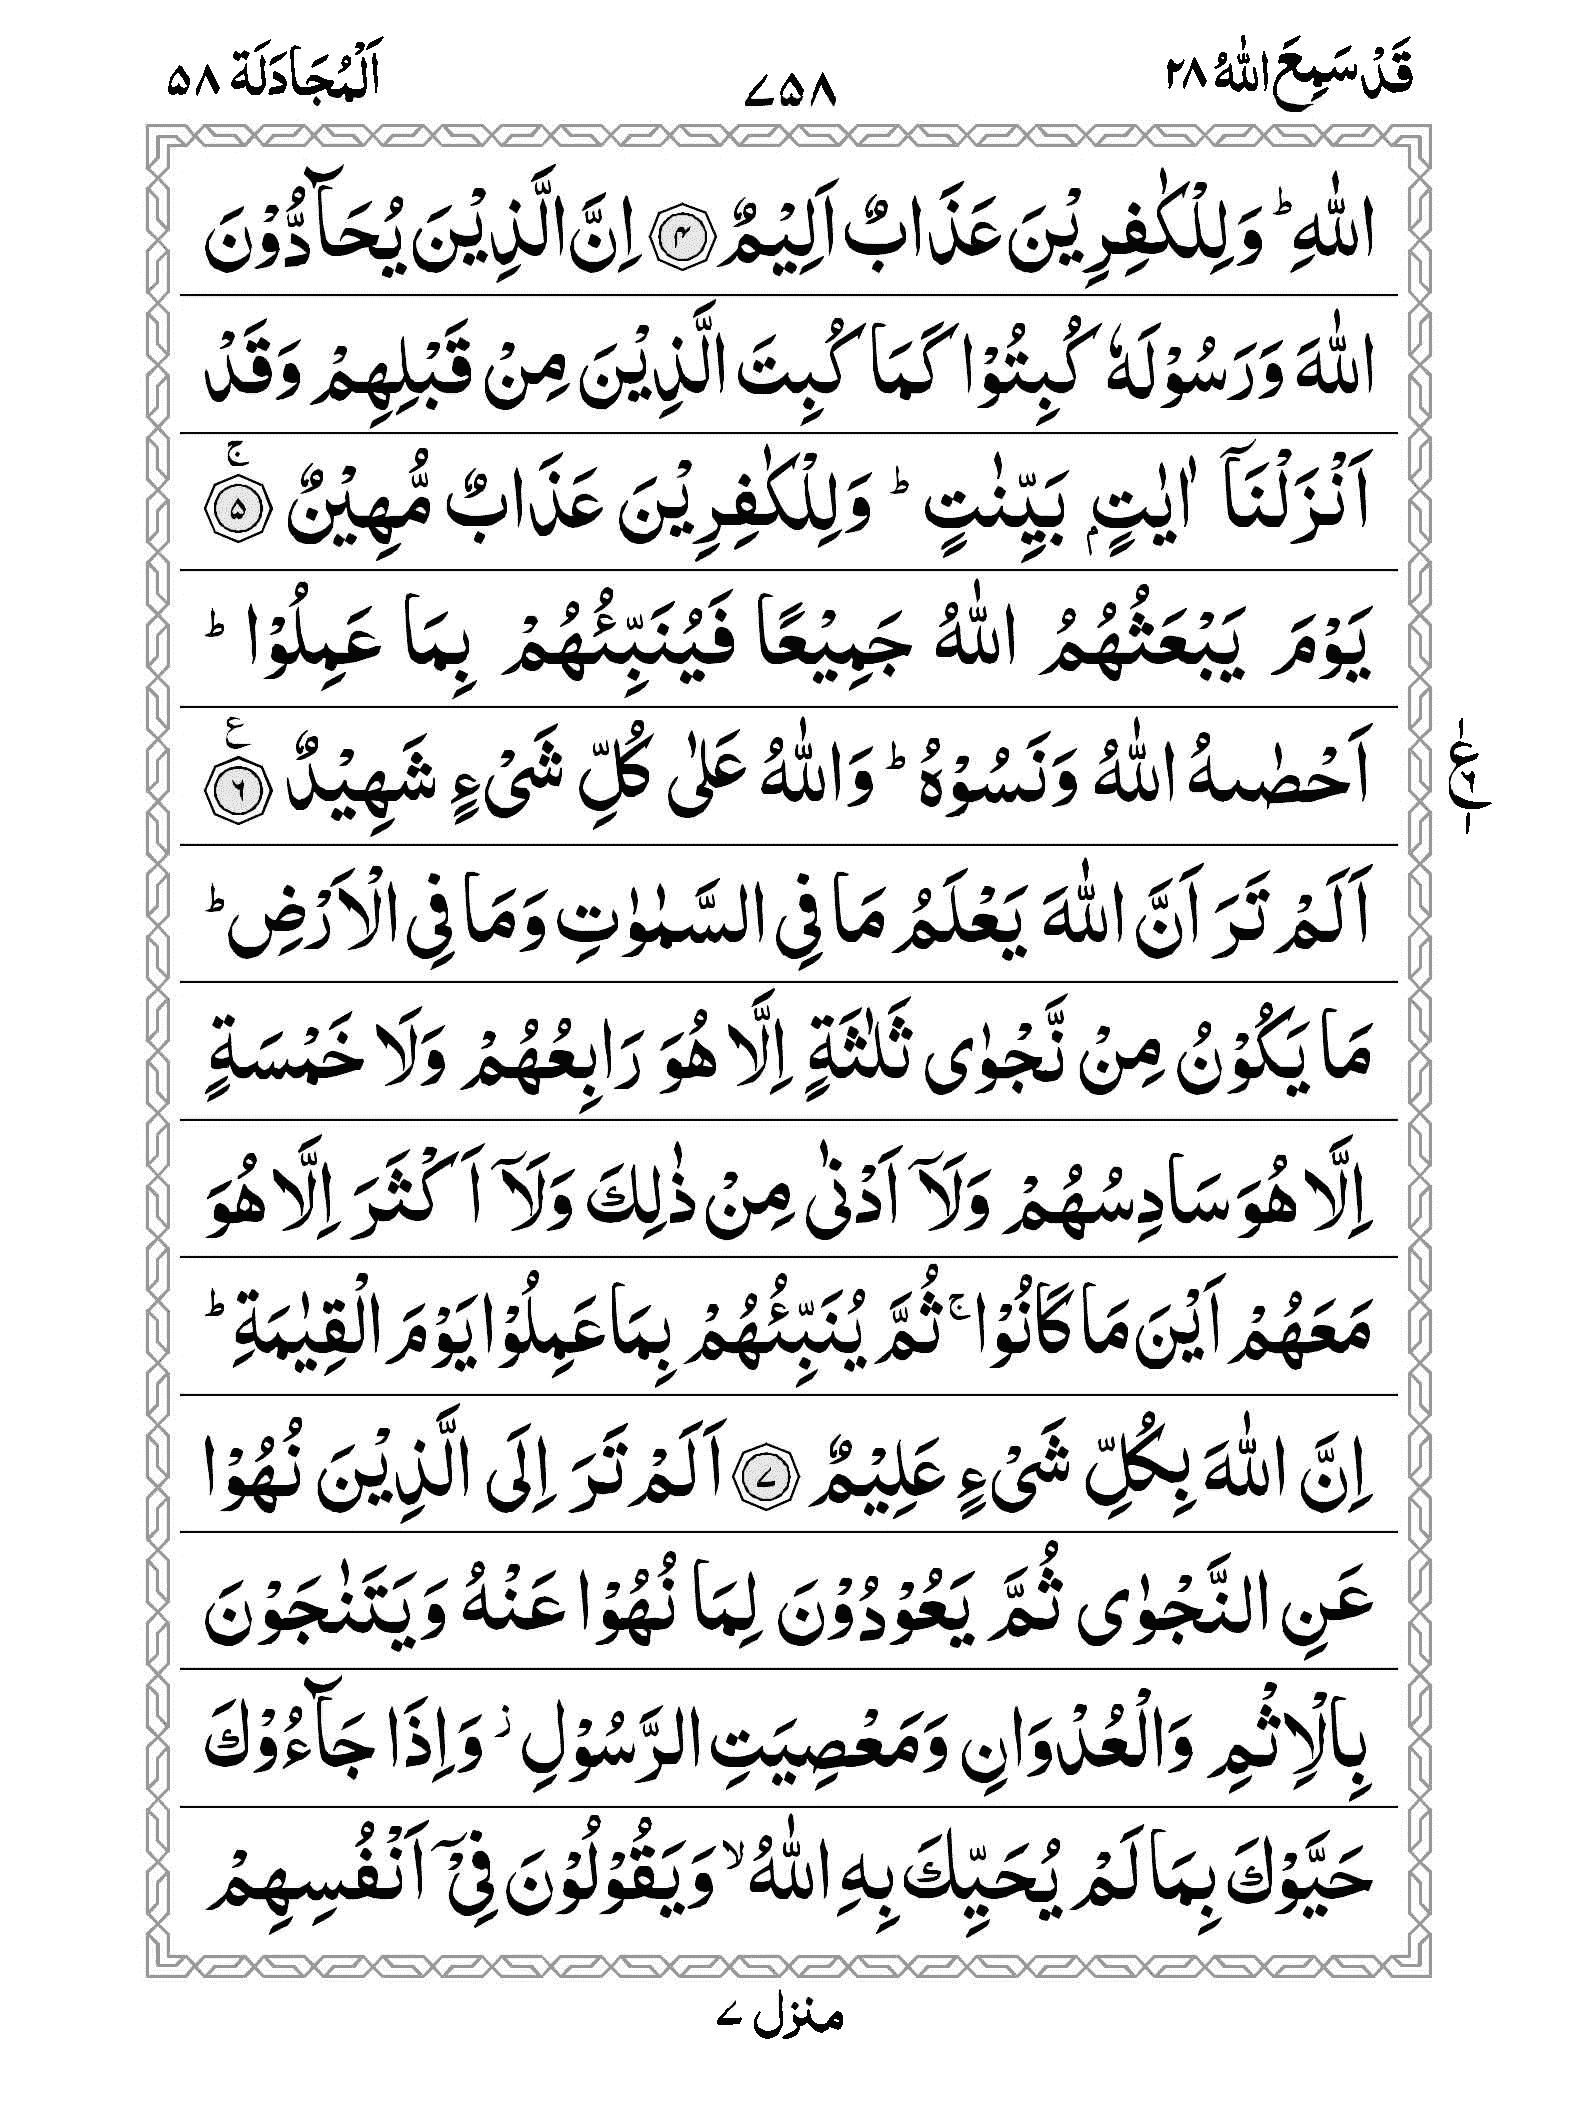 قَدْ سَمِعَ اللّٰهُ ۲۸ ۷۵۸ اَلْمُجَادَلَة ۵۸
اللّٰهِ ؕ وَلِلْكٰفِرِيْنَ عَذَابٌ اَلِيْمٌ ۴ اِنَّ الَّذِيْنَ يُحَآدُّوْنَ
اللّٰهَ وَرَسُوْلَهٗ كُبِتُوْا كَمَا كُبِتَ الَّذِيْنَ مِنْ قَبْلِهِمْ وَقَدْ
اَنْزَلْنَاۤ اٰيٰتٍۭ بَيِّنٰتٍ ؕ وَلِلْكٰفِرِيْنَ عَذَابٌ مُّهِيْنٌ ۚ ۵
يَوْمَ يَبْعَثُهُمُ اللّٰهُ جَمِيْعًا فَيُنَبِّئُهُمْ بِمَا عَمِلُوْا ؕ
اَحْصٰىهُ اللّٰهُ وَنَسُوْهُ ؕ وَاللّٰهُ عَلٰى كُلِّ شَىْءٍ شَهِيْدٌ ع ۶
ع ۶ ۱
اَلَمْ تَرَ اَنَّ اللّٰهَ يَعْلَمُ مَا فِى السَّمٰوٰتِ وَمَا فِى الْاَرْضِ ؕ
مَا يَكُوْنُ مِنْ نَّجْوٰى ثَلٰثَةٍ اِلَّا هُوَ رَابِعُهُمْ وَلَا خَمْسَةٍ
اِلَّا هُوَ سَادِسُهُمْ وَلَاۤ اَدْنٰى مِنْ ذٰلِكَ وَلَاۤ اَكْثَرَ اِلَّا هُوَ
مَعَهُمْ اَيْنَ مَا كَانُوْا ۚ ثُمَّ يُنَبِّئُهُمْ بِمَا عَمِلُوْا يَوْمَ الْقِيٰمَةِ ؕ
اِنَّ اللّٰهَ بِكُلِّ شَىْءٍ عَلِيْمٌ ۷ اَلَمْ تَرَ اِلَى الَّذِيْنَ نُهُوْا
عَنِ النَّجْوٰى ثُمَّ يَعُوْدُوْنَ لِمَا نُهُوْا عَنْهُ وَيَتَنٰجَوْنَ
بِالْاِثْمِ وَالْعُدْوَانِ وَمَعْصِيَتِ الرَّسُوْلِ ز وَاِذَا جَآءُوْكَ
حَيَّوْكَ بِمَا لَمْ يُحَيِّكَ بِهِ اللّٰهُ ۙ وَيَقُوْلُوْنَ فِىْۤ اَنْفُسِهِمْ
منزل ۷